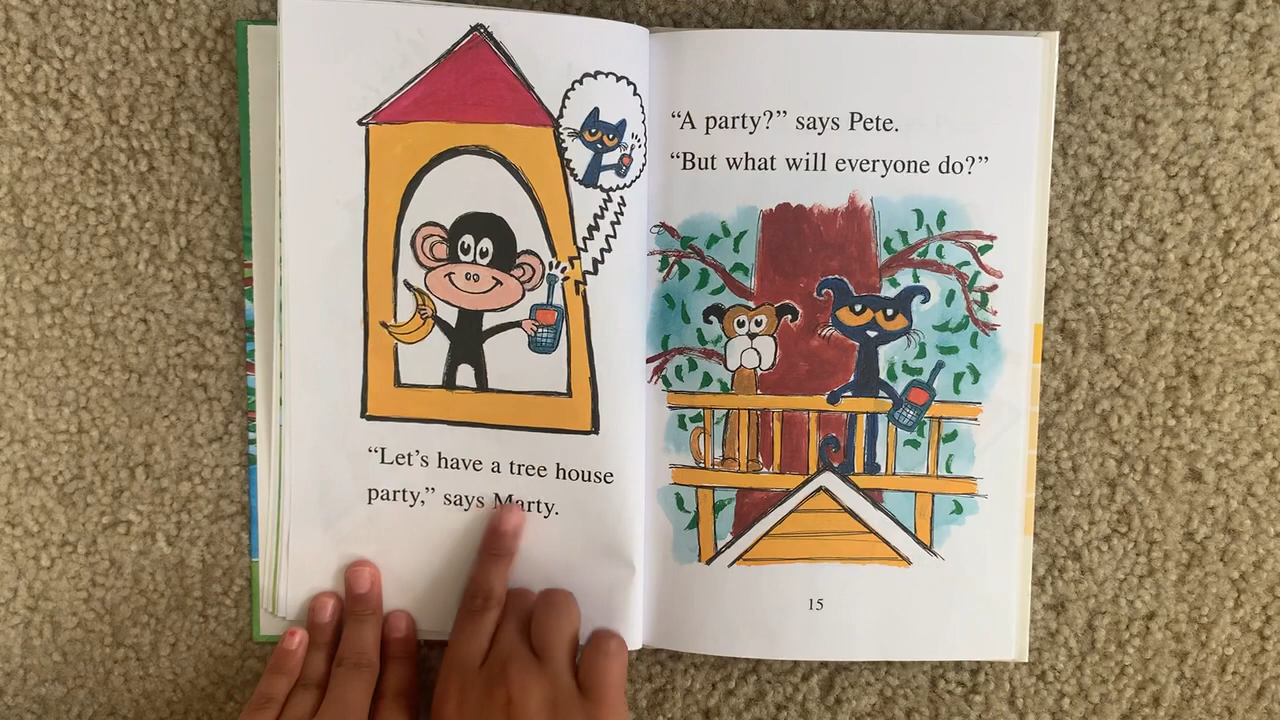 “Let’s have a tree house
party,” says Marty.
“A party?” says Pete.
“But what will everyone do?”
15